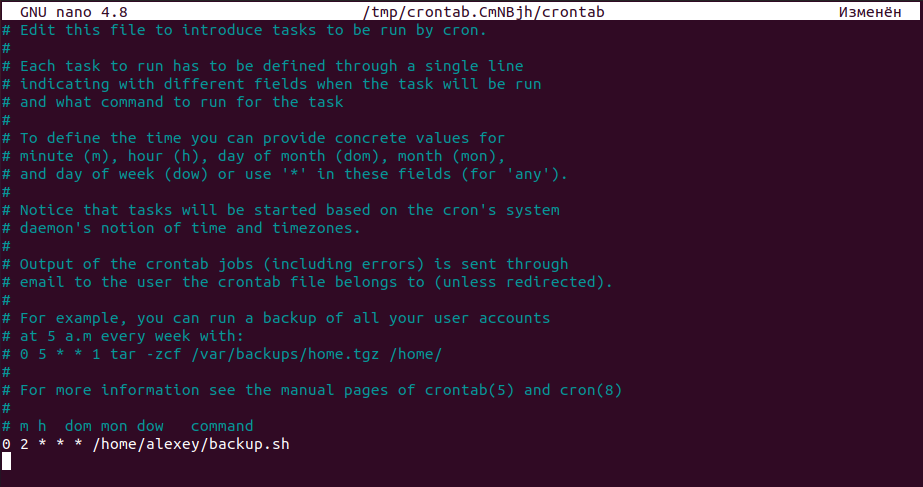 GNU nano 4.8 /tmp/crontab.CmNBjh/crontab Изменён
# Edit this file to introduce tasks to be run by cron.
#
# Each task to run has to be defined through a single line
# indicating with different fields when the task will be run
# and what command to run for the task
#
# To define the time you can provide concrete values for
# minute (m), hour (h), day of month (dom), month (mon),
# and day of week (dow) or use '*' in these fields (for 'any').
#
# Notice that tasks will be started based on the cron's system
# daemon's notion of time and timezones.
#
# Output of the crontab jobs (including errors) is sent through
# email to the user the crontab file belongs to (unless redirected).
#
# For example, you can run a backup of all your user accounts
# at 5 a.m every week with:
# 0 5 * * 1 tar -zcf /var/backups/home.tgz /home/
#
# For more information see the manual pages of crontab(5) and cron(8)
#
# m h  dom mon dow   command
0 2 * * * /home/alexey/backup.sh